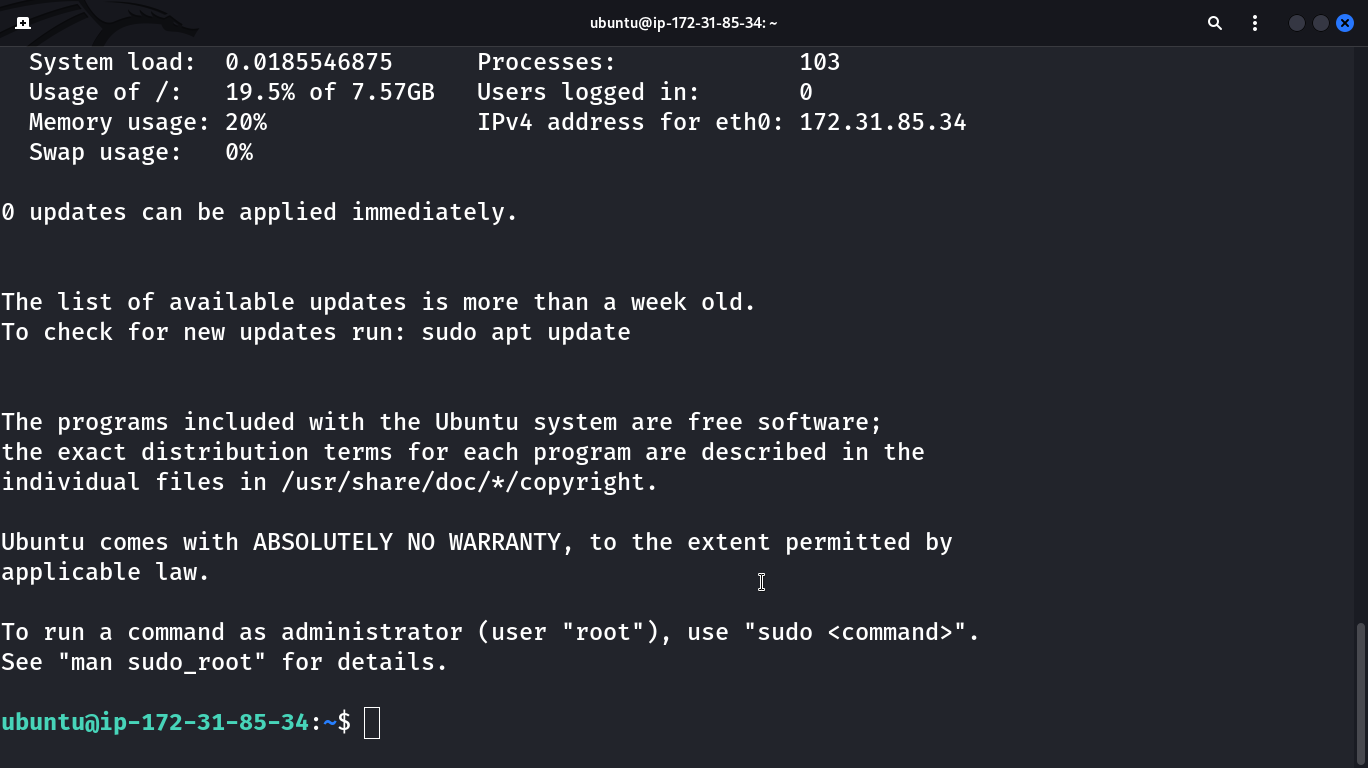 ubuntu@ip-172-31-85-34: ~
System load:  0.0185546875      Processes:             103
Usage of /:   19.5% of 7.57GB   Users logged in:       0
Memory usage: 20%               IPv4 address for eth0: 172.31.85.34
Swap usage:   0%
0 updates can be applied immediately.
The list of available updates is more than a week old.
To check for new updates run: sudo apt update
The programs included with the Ubuntu system are free software;
the exact distribution terms for each program are described in the
individual files in /usr/share/doc/*/copyright.
Ubuntu comes with ABSOLUTELY NO WARRANTY, to the extent permitted by
applicable law.
To run a command as administrator (user "root"), use "sudo <command>".
See "man sudo_root" for details.
ubuntu@ip-172-31-85-34:~$